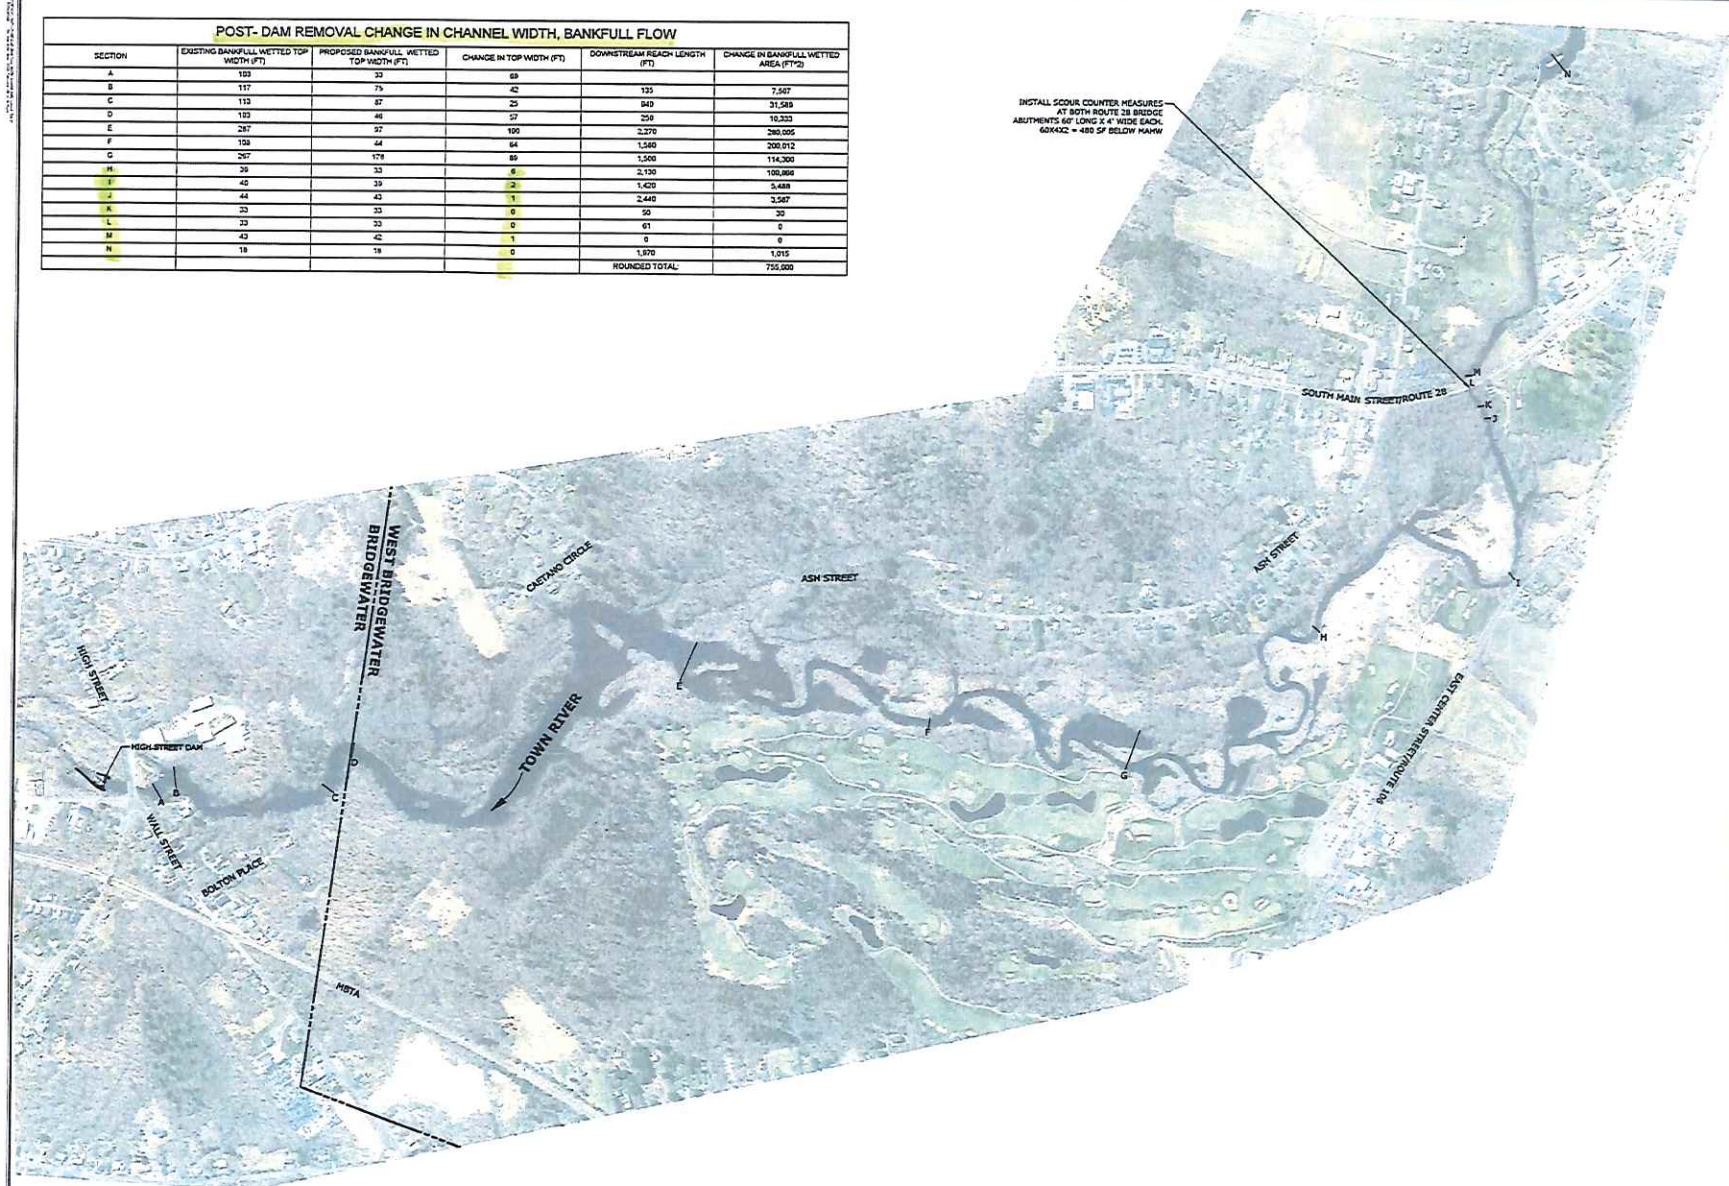 POST- DAM REMOVAL CHANGE IN CHANNEL WIDTH, BANKFULL FLOW
SECTION EXISTING BANKFULL WETTED TOP WIDTH (FT) PROPOSED BANKFULL WETTED TOP WIDTH (FT) CHANGE IN TOP WIDTH (FT) DOWNSTREAM REACH LENGTH (FT) CHANGE IN BANKFULL WETTED AREA (FT^2)
A 103 33 69
B 117 75 42 135 7,507
C 113 87 25 940 31,589
D 103 46 57 250 10,333
E 287 97 190 2,270 280,005
F 108 44 64 1,560 200,012
G 267 178 89 1,500 114,300
H 39 33 6 2,130 100,866
I 40 39 2 1,420 5,488
J 44 43 1 2,440 3,587
K 33 33 0 50 30
L 33 33 0 61 0
M 43 42 1 0 0
N 18 18 0 1,970 1,015
ROUNDED TOTAL: 755,000
INSTALL SCOUR COUNTER MEASURES
AT BOTH ROUTE 28 BRIDGE
ABUTMENTS 60' LONG X 4' WIDE EACH.
60X4X2 = 480 SF BELOW MAHW
N
M
L
SOUTH MAIN STREET/ROUTE 28
K
J
WEST BRIDGEWATER
BRIDGEWATER
CAETANO CIRCLE
ASH STREET
ASH STREET
I
H
HIGH STREET
E
TOWN RIVER
F
G
EAST CENTER STREET/ROUTE 106
HIGH STREET DAM
D
C
B
A
WALL STREET
BOLTON PLACE
MBTA